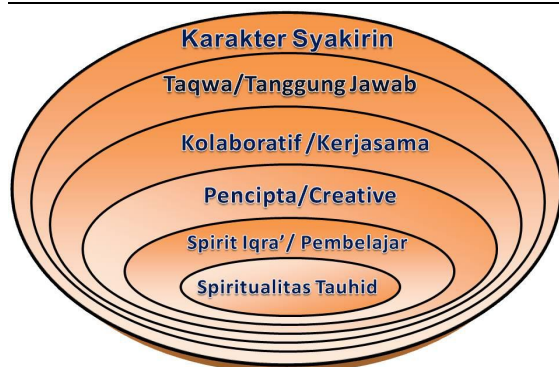 Karakter Syakirin
Taqwa/Tanggung Jawab
Kolaboratif/Kerjasama
Pencipta/Creative
Spirit Iqra’/ Pembelajar
Spiritualitas Tauhid